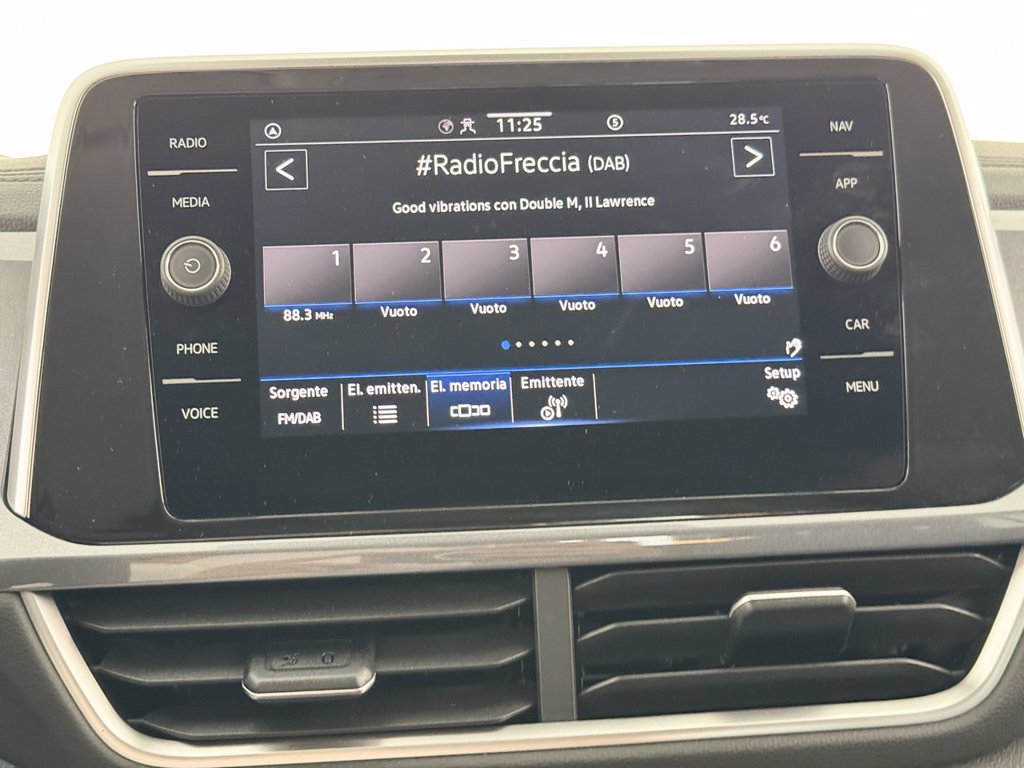 RADIO
MEDIA
PHONE
VOICE
11:25
5
28.5°C
<
#RadioFreccia (DAB)
>
Good vibrations con Double M, Il Lawrence
1
2
3
4
5
6
88.3 MHz
Vuoto
Vuoto
Vuoto
Vuoto
Vuoto
Sorgente
FM/DAB
El. emitten.
El. memoria
Emittente
Setup
NAV
APP
CAR
MENU